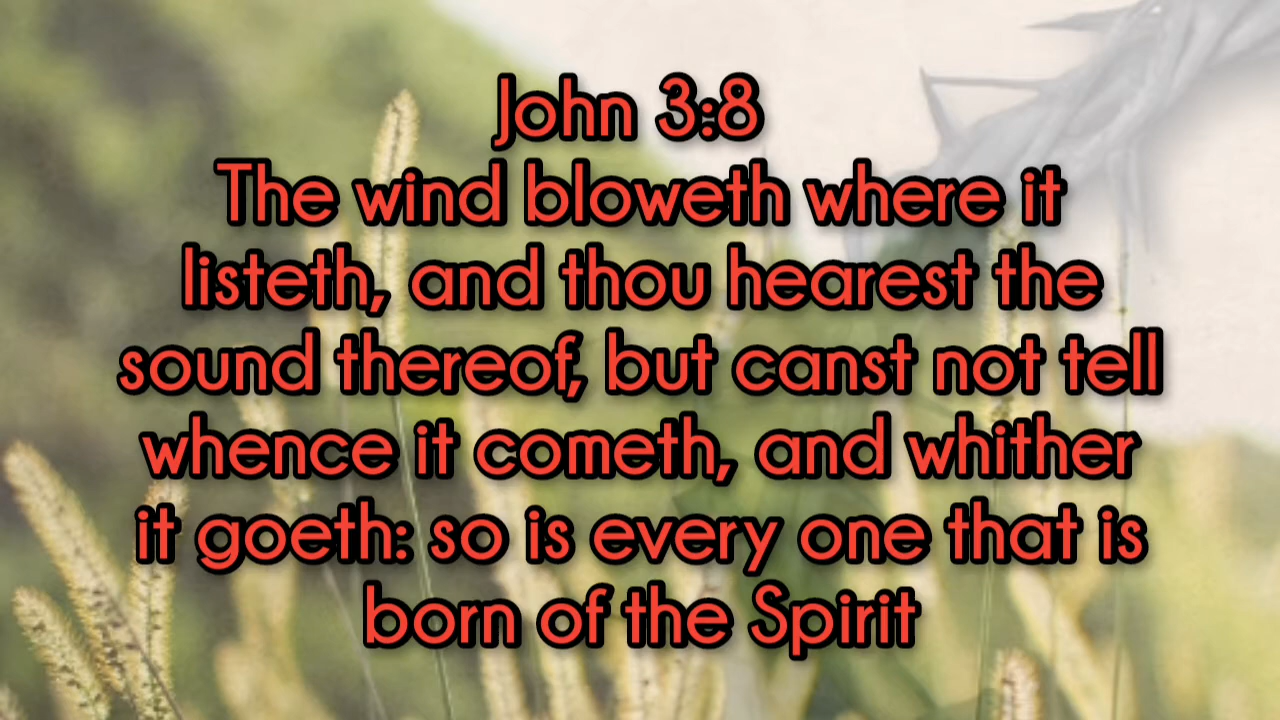 John 3:8
The wind bloweth where it
listeth, and thou hearest the
sound thereof, but canst not tell
whence it cometh, and whither
it goeth: so is every one that is
born of the Spirit